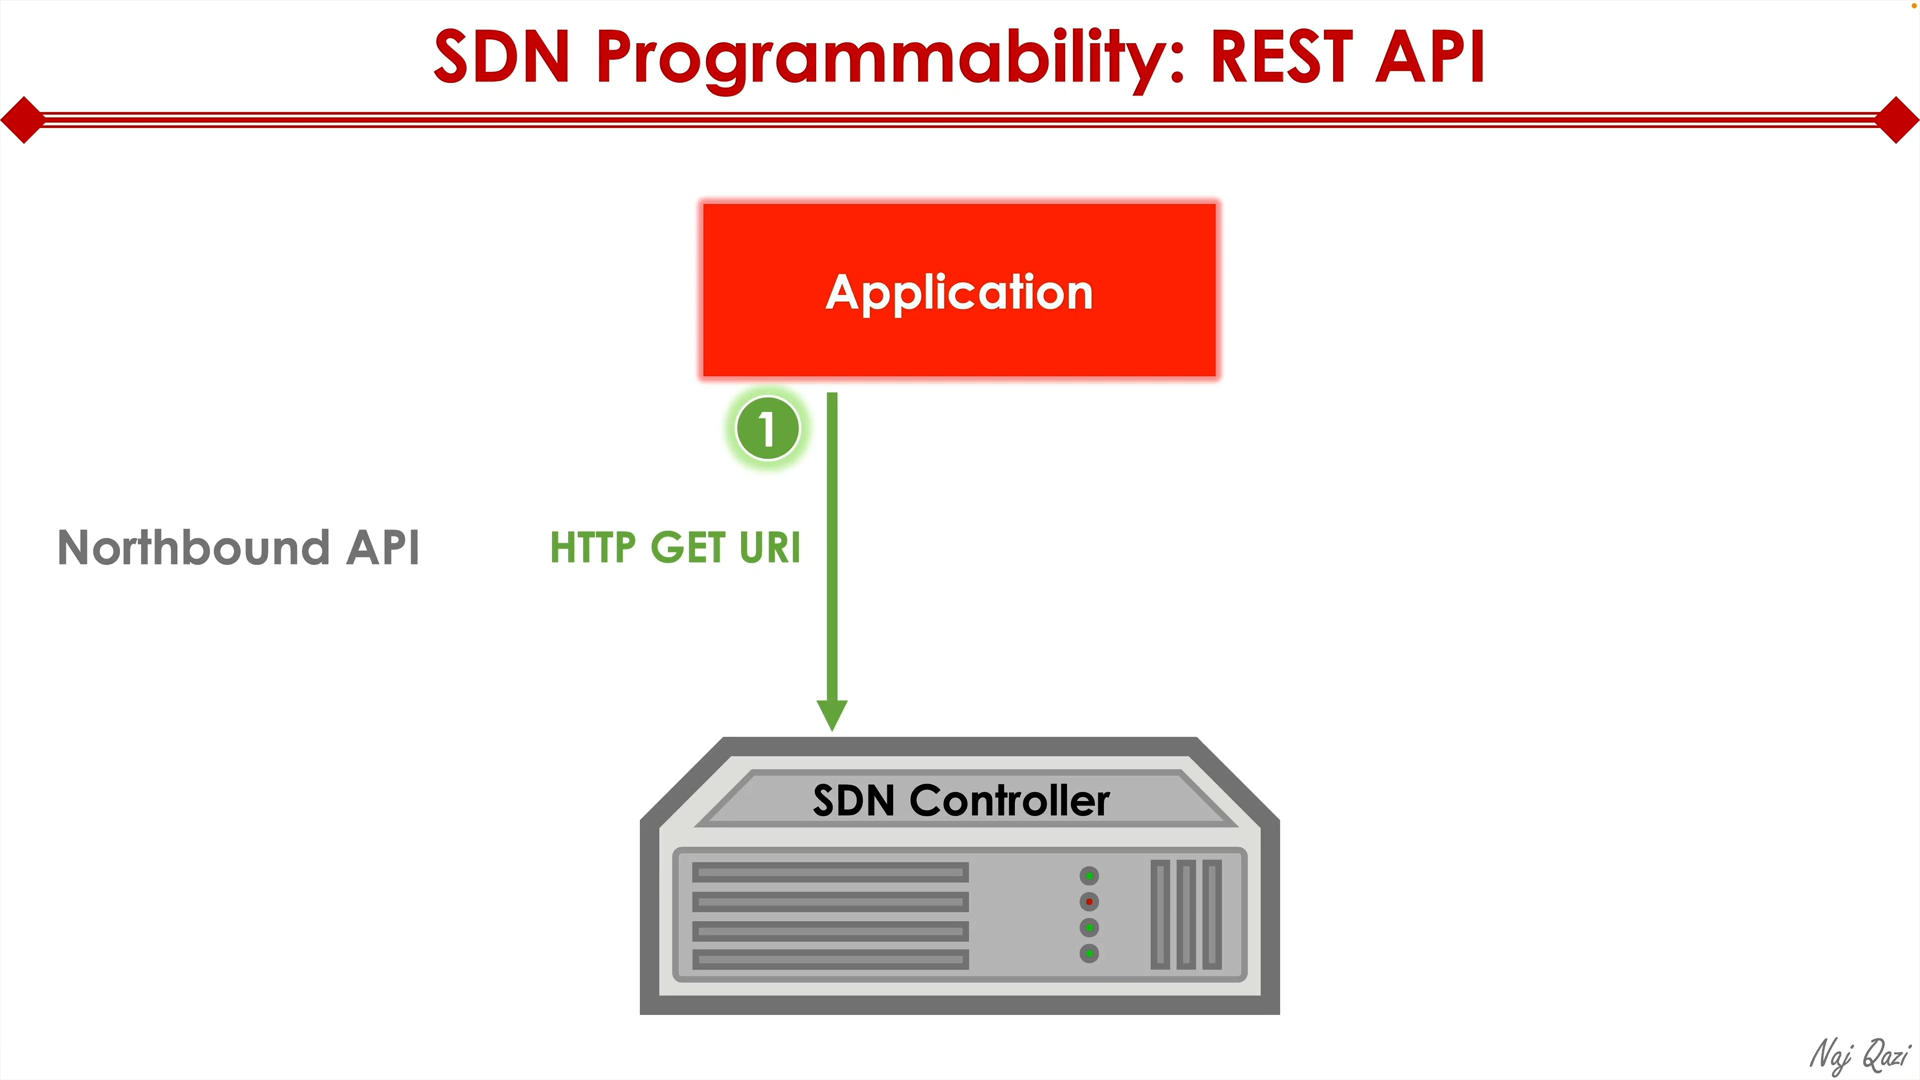 SDN Programmability: REST API
Application
1
Northbound API
HTTP GET URI
SDN Controller
Naj Qazi